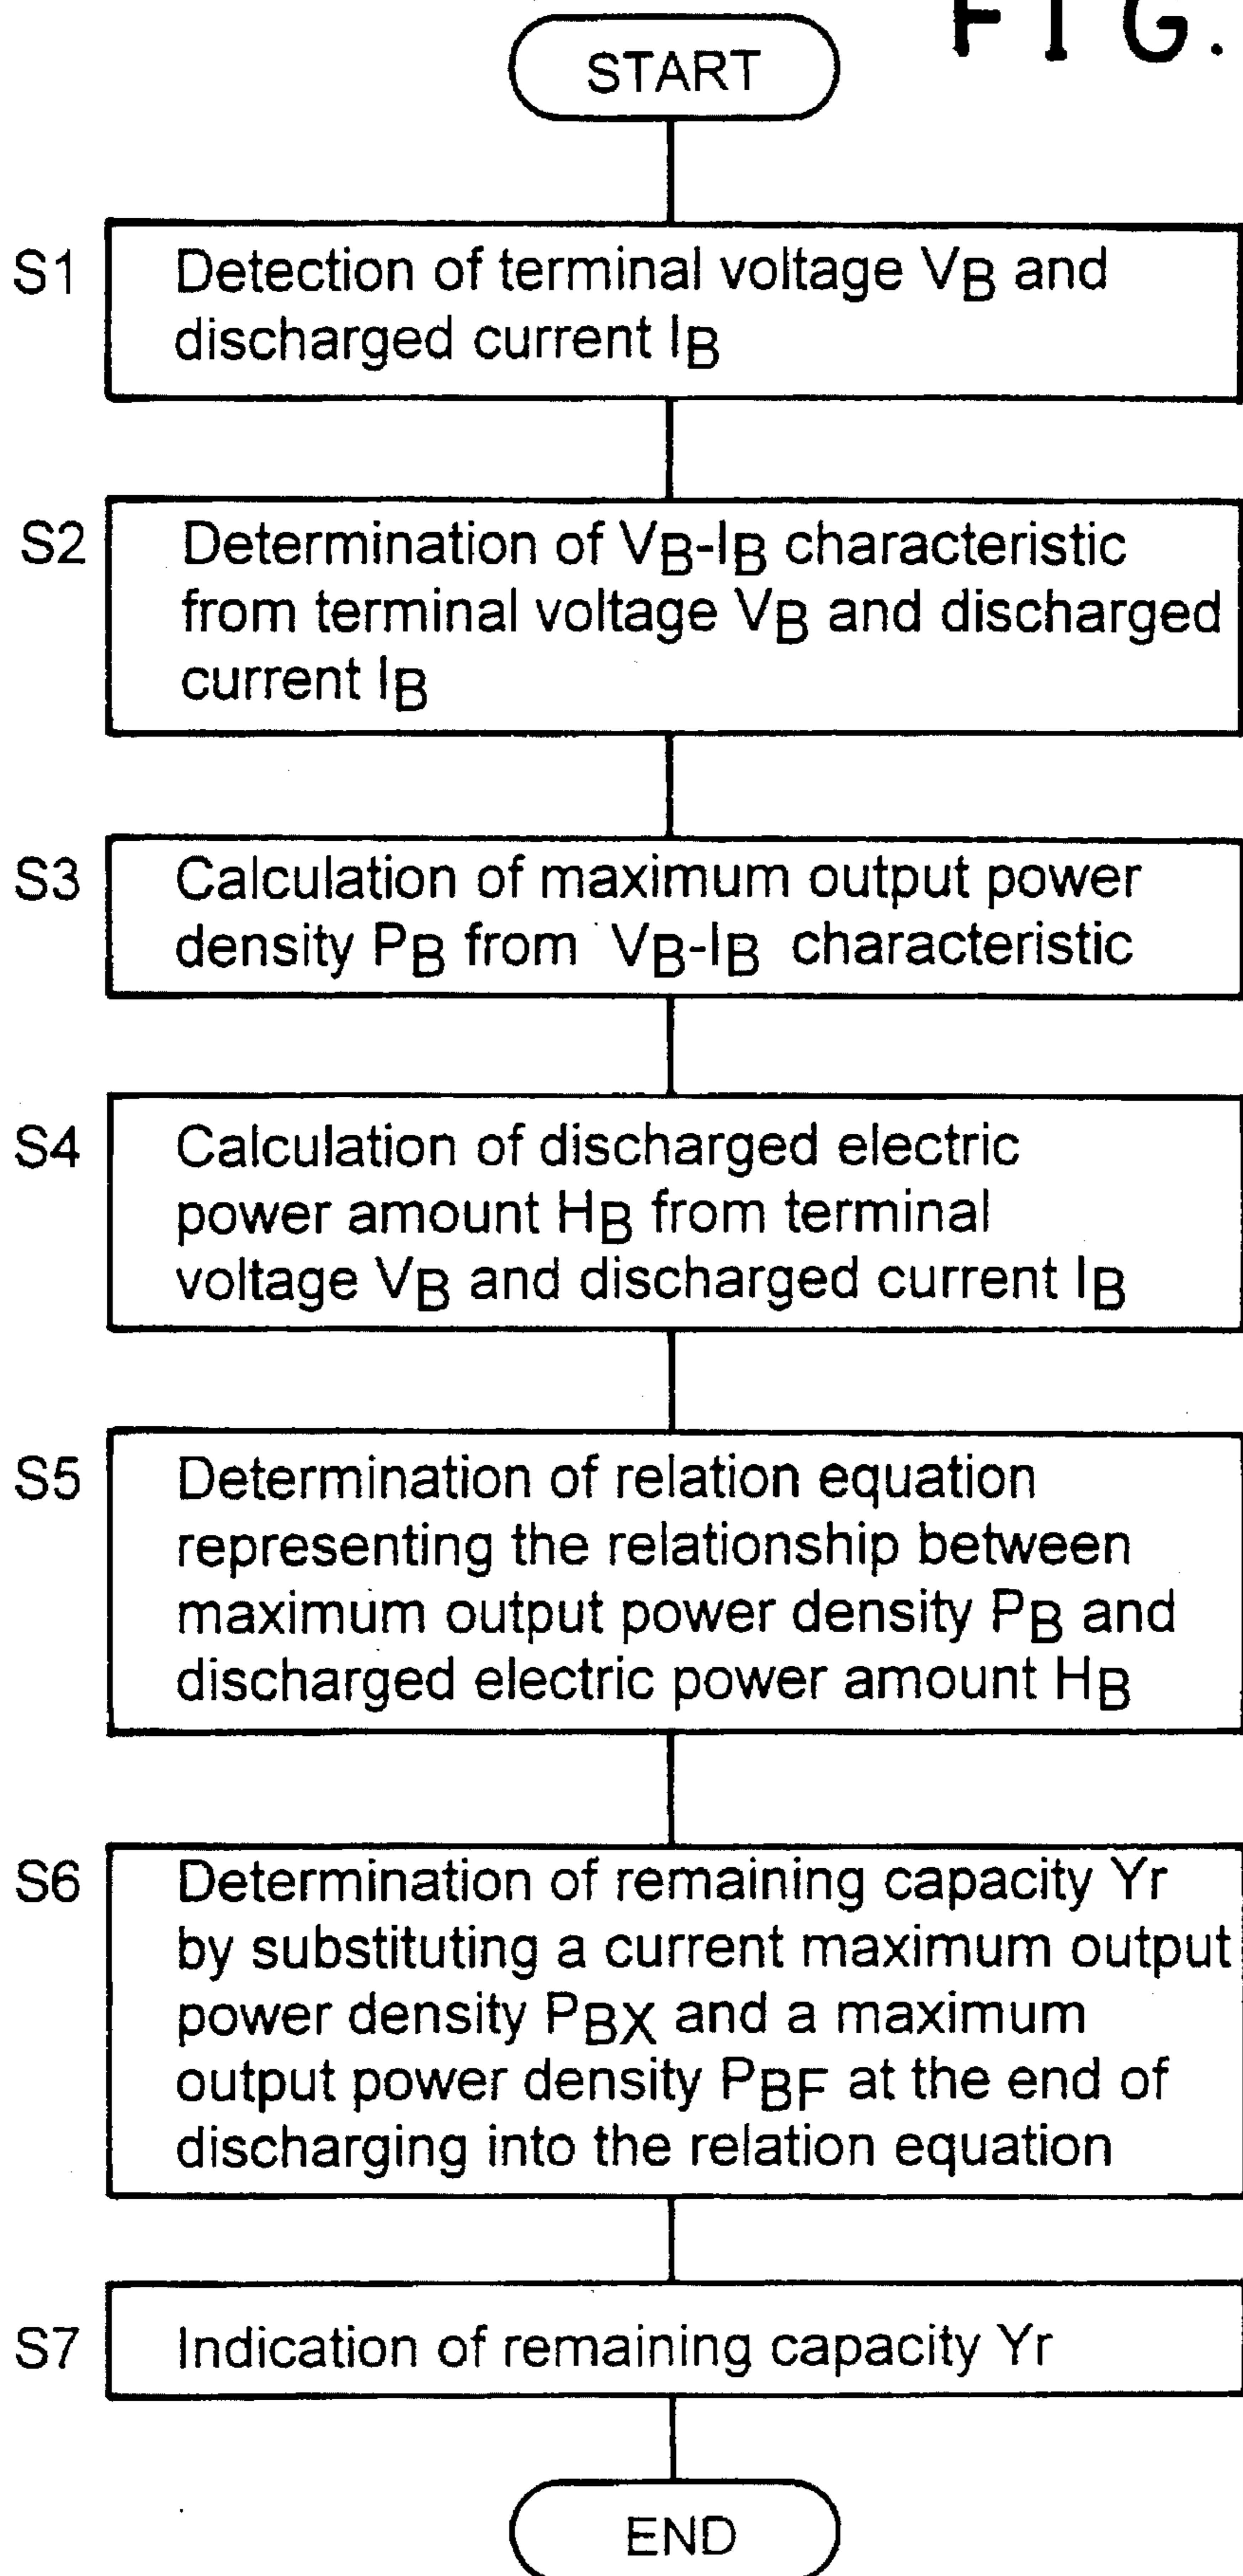 FIG.
START
S1 Detection of terminal voltage VB and
discharged current IB
S2 Determination of VB-IB characteristic
from terminal voltage VB and discharged
current IB
S3 Calculation of maximum output power
density PB from VB-IB characteristic
S4 Calculation of discharged electric
power amount HB from terminal
voltage VB and discharged current IB
S5 Determination of relation equation
representing the relationship between
maximum output power density PB and
discharged electric power amount HB
S6 Determination of remaining capacity Yr
by substituting a current maximum output
power density PBX and a maximum
output power density PBF at the end of
discharging into the relation equation
S7 Indication of remaining capacity Yr
END